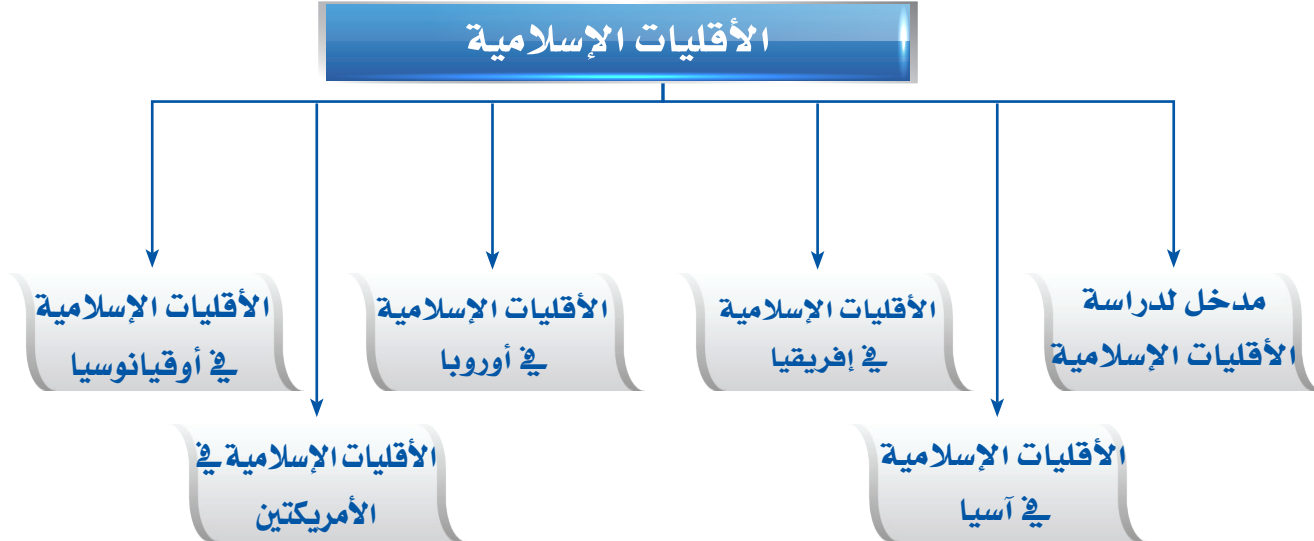 الأقليات الإسلامية
مدخل لدراسة
الأقليات الإسلامية
الأقليات الإسلامية
في آسيا
الأقليات الإسلامية
في إفريقيا
الأقليات الإسلامية
في أوروبا
الأقليات الإسلامية في
الأمريكتين
الأقليات الإسلامية
في أوقيانوسيا